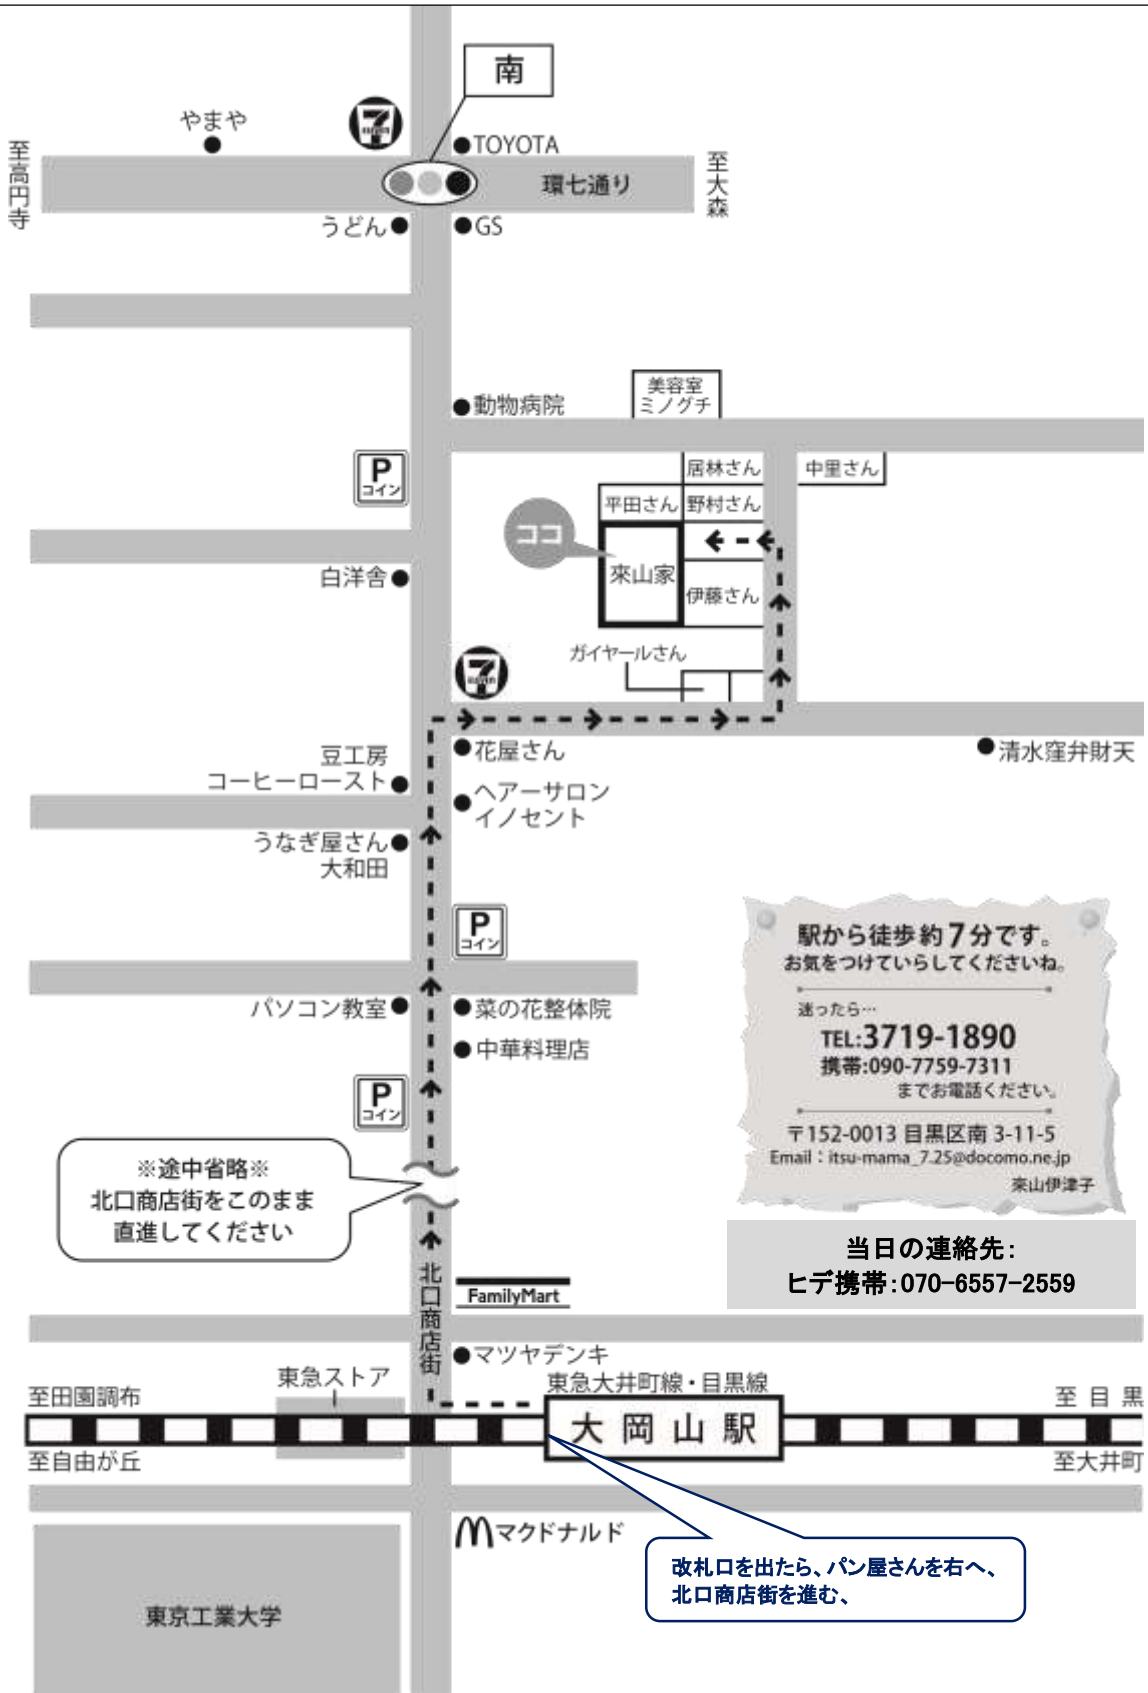 南
やまや
7
ELEVEN
TOYOTA
至高円寺
環七通り
至大森
うどん
GS
動物病院
美容室
ミノグチ
P
コイン
居林さん
中里さん
平田さん
野村さん
ココ
來山家
伊藤さん
白洋舎
ガイヤールさん
7
ELEVEN
花屋さん
清水窪弁財天
豆工房
コーヒーロースト
ヘアーサロン
イノセント
うなぎ屋さん
大和田
P
コイン
パソコン教室
菜の花整体院
中華料理店
P
コイン
駅から徒歩約7分です。
お気をつけていらしてくださいね。
迷ったら…
TEL:3719-1890
携帯:090-7759-7311
までお電話ください。
〒152-0013 目黒区南 3-11-5
Email：itsu-mama_7.25@docomo.ne.jp
來山伊津子
※途中省略※
北口商店街をこのまま
直進してください
当日の連絡先：
ヒデ携帯：070-6557-2559
北口商店街
FamilyMart
マツヤデンキ
東急ストア
東急大井町線・目黒線
至田園調布
至 目 黒
大岡山駅
至自由が丘
至大井町
マクドナルド
改札口を出たら、パン屋さんを右へ、
北口商店街を進む、
東京工業大学